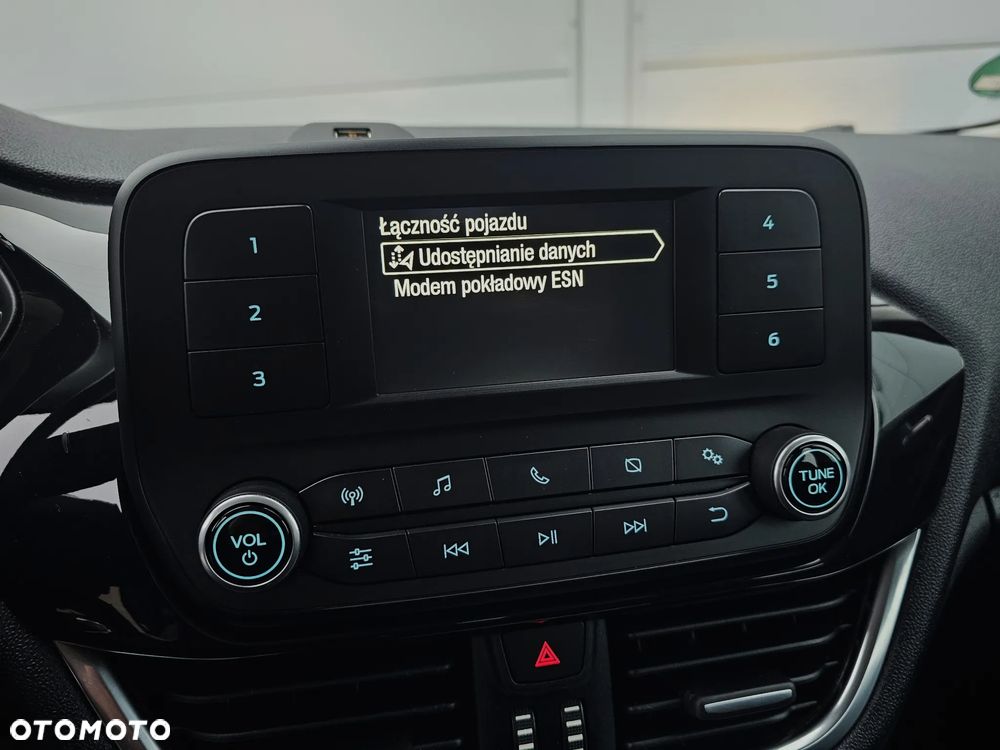 Łączność pojazdu
Udostępnianie danych
Modem pokładowy ESN
1
2
3
4
5
6
VOL
TUNE
OK
OTOMOTO